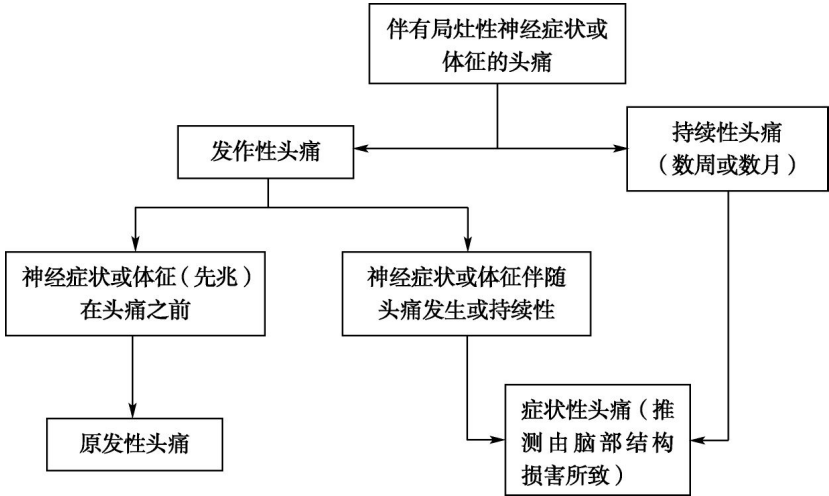 伴有局灶性神经症状或
体征的头痛
发作性头痛
持续性头痛
（数周或数月）
神经症状或体征（先兆）
在头痛之前
神经症状或体征伴随
头痛发生或持续性
原发性头痛
症状性头痛（推
测由脑部结构
损害所致）